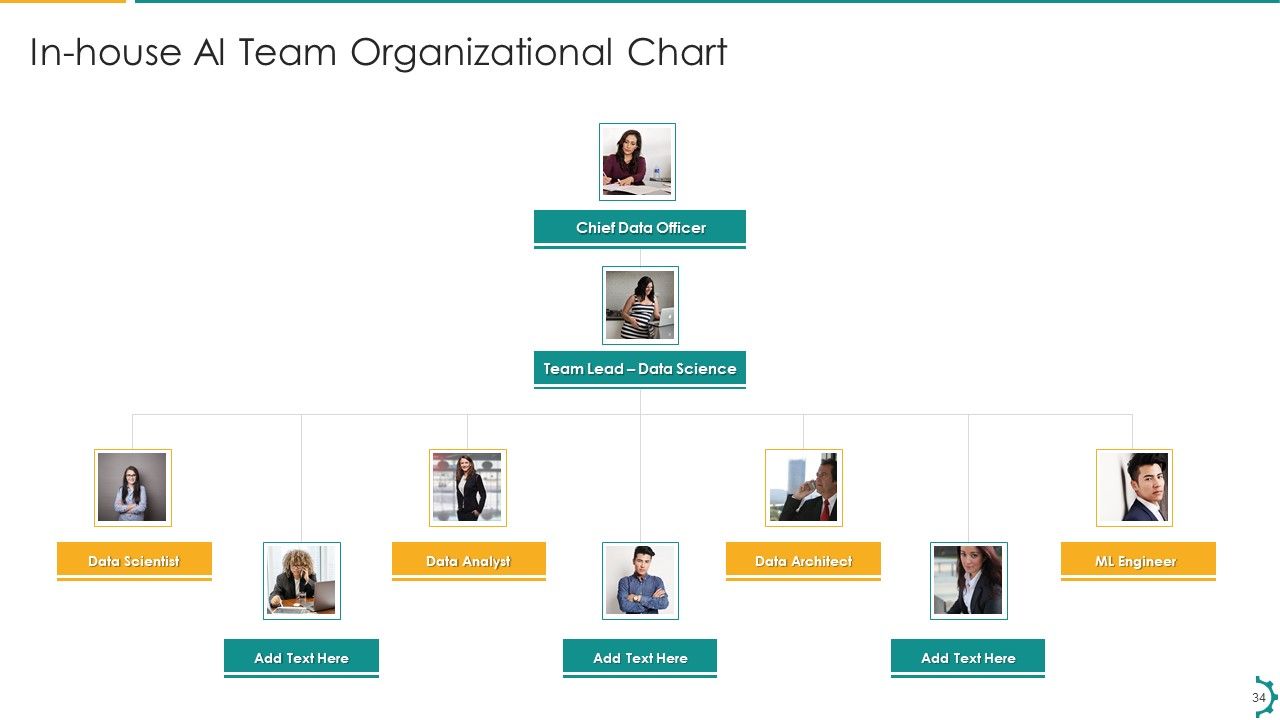 In-house AI Team Organizational Chart
Chief Data Officer
Team Lead – Data Science
Data Scientist
Data Analyst
Data Architect
ML Engineer
Add Text Here
Add Text Here
Add Text Here
34